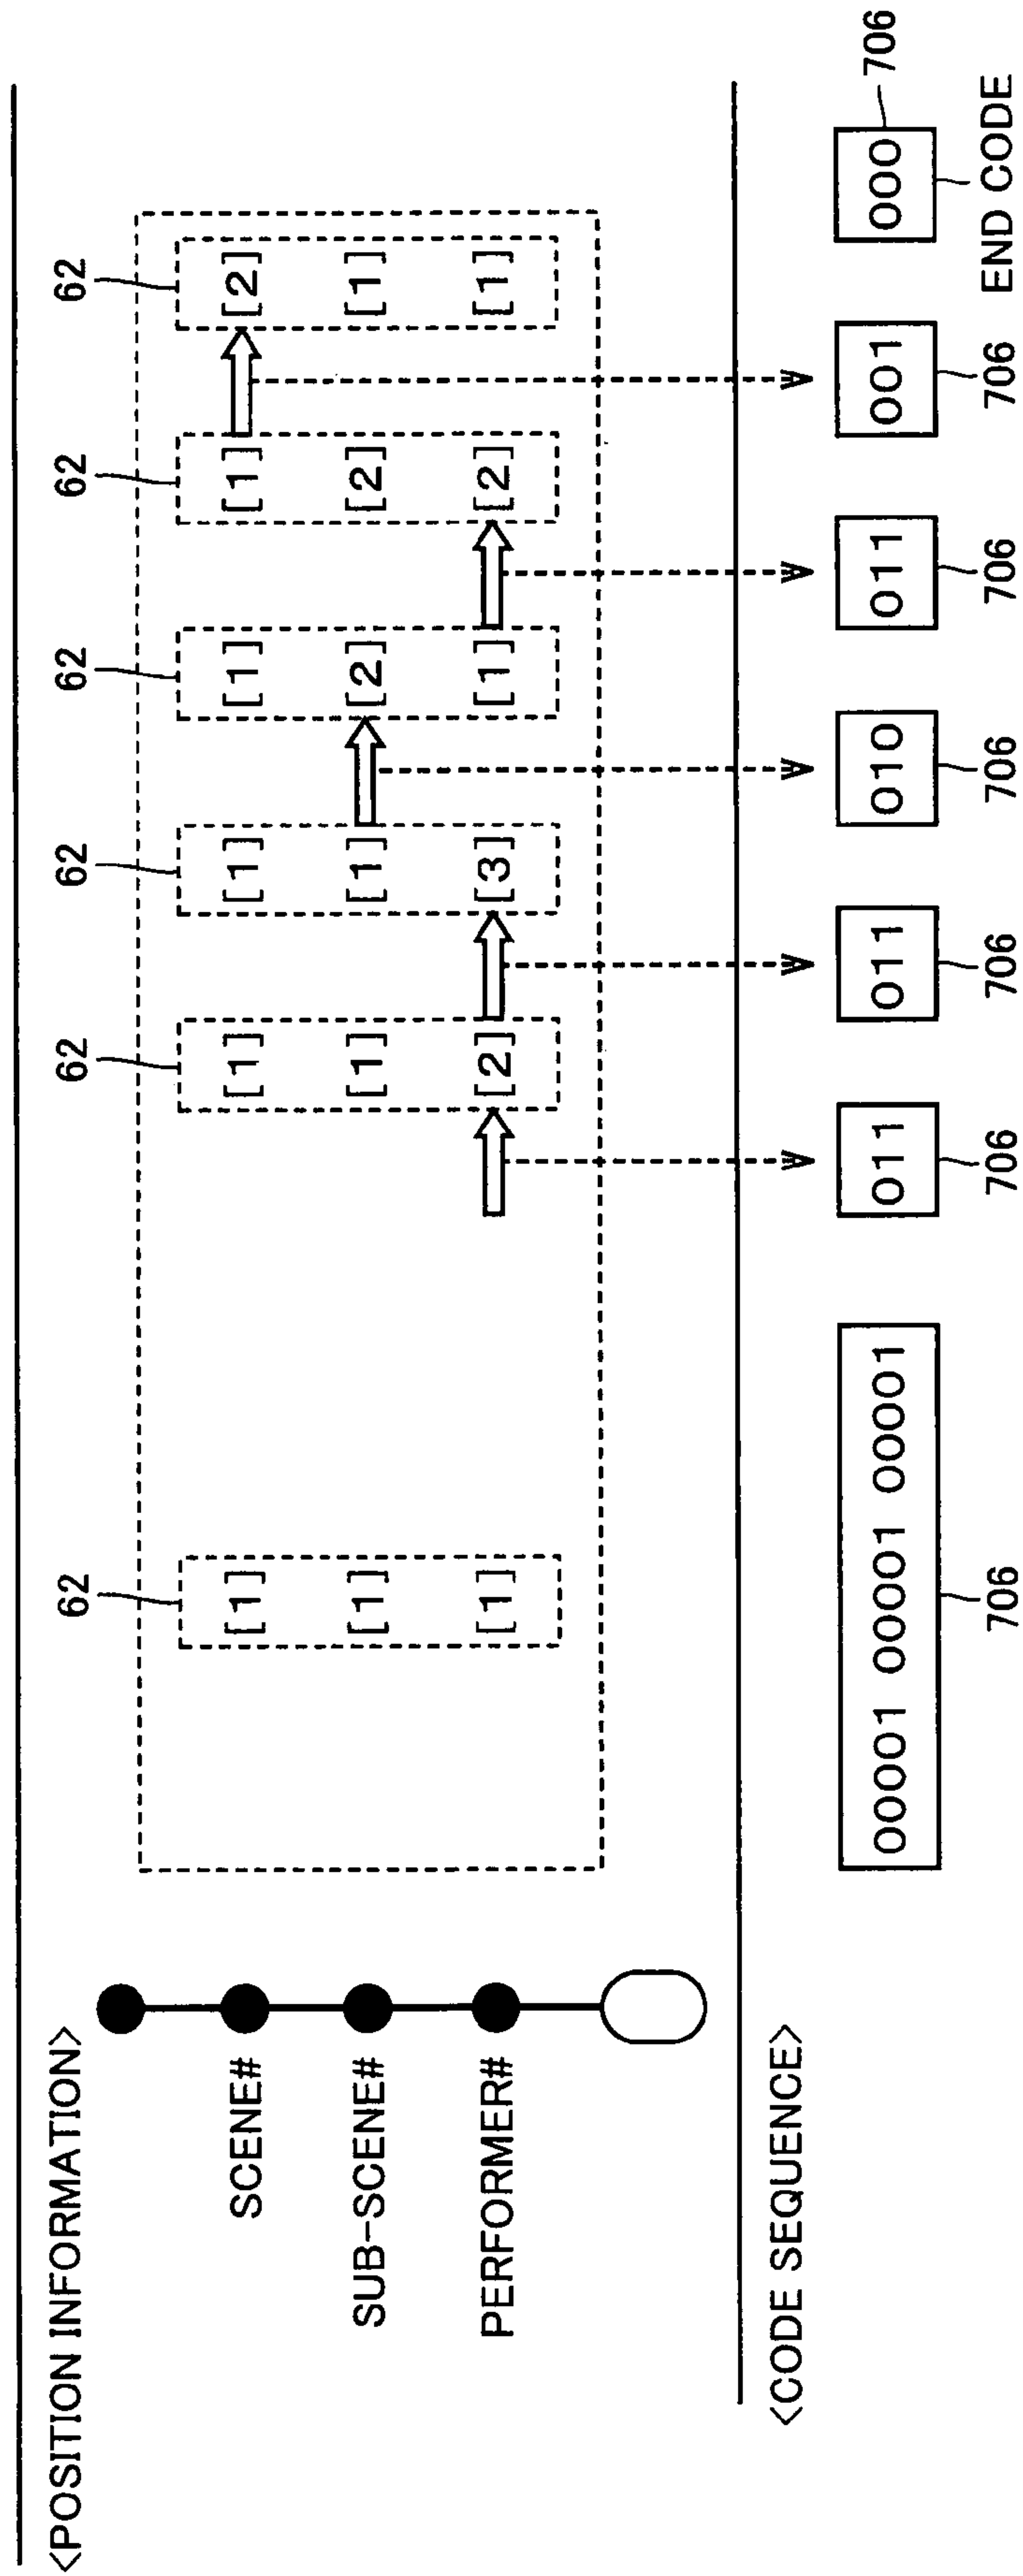 <POSITION INFORMATION>
62 62 62 62 62 62
SCENE# [1] [1] [1] [1] [1] [2]
SUB-SCENE# [1] [1] [1] [2] [2] [1]
PERFORMER# [1] [2] [3] [1] [2] [1]
<CODE SEQUENCE>
706
00001 00001 00001 011 011 010 011 001 000
706 706 706 706 706 706 END CODE